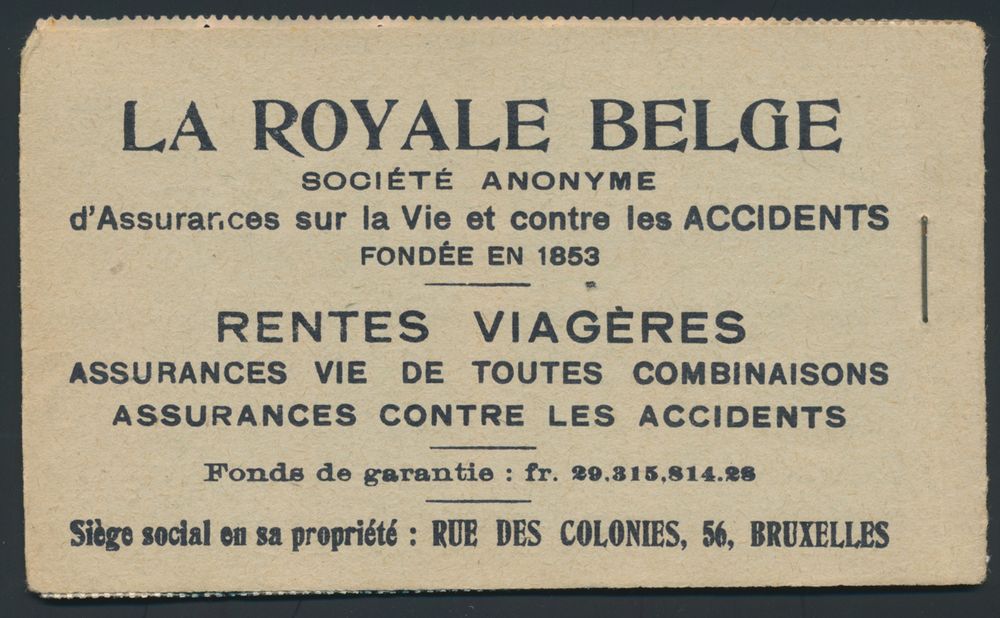 LA ROYALE BELGE
SOCIÉTÉ ANONYME
d'Assurances sur la Vie et contre les ACCIDENTS
FONDÉE EN 1853
RENTES VIAGÈRES
ASSURANCES VIE DE TOUTES COMBINAISONS
ASSURANCES CONTRE LES ACCIDENTS
Fonds de garantie : fr. 29.315,814.28
Siège social en sa propriété : RUE DES COLONIES, 56, BRUXELLES